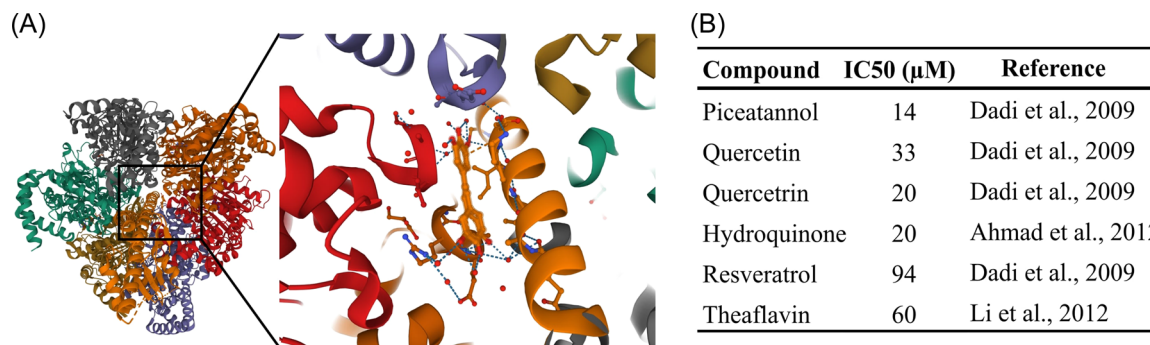 (A)
(B)
Compound IC50 (µM) Reference
Piceatannol 14 Dadi et al., 2009
Quercetin 33 Dadi et al., 2009
Quercetrin 20 Dadi et al., 2009
Hydroquinone 20 Ahmad et al.,
Resveratrol 94 Dadi et al., 2009
Theaflavin 60 Li et al., 2012